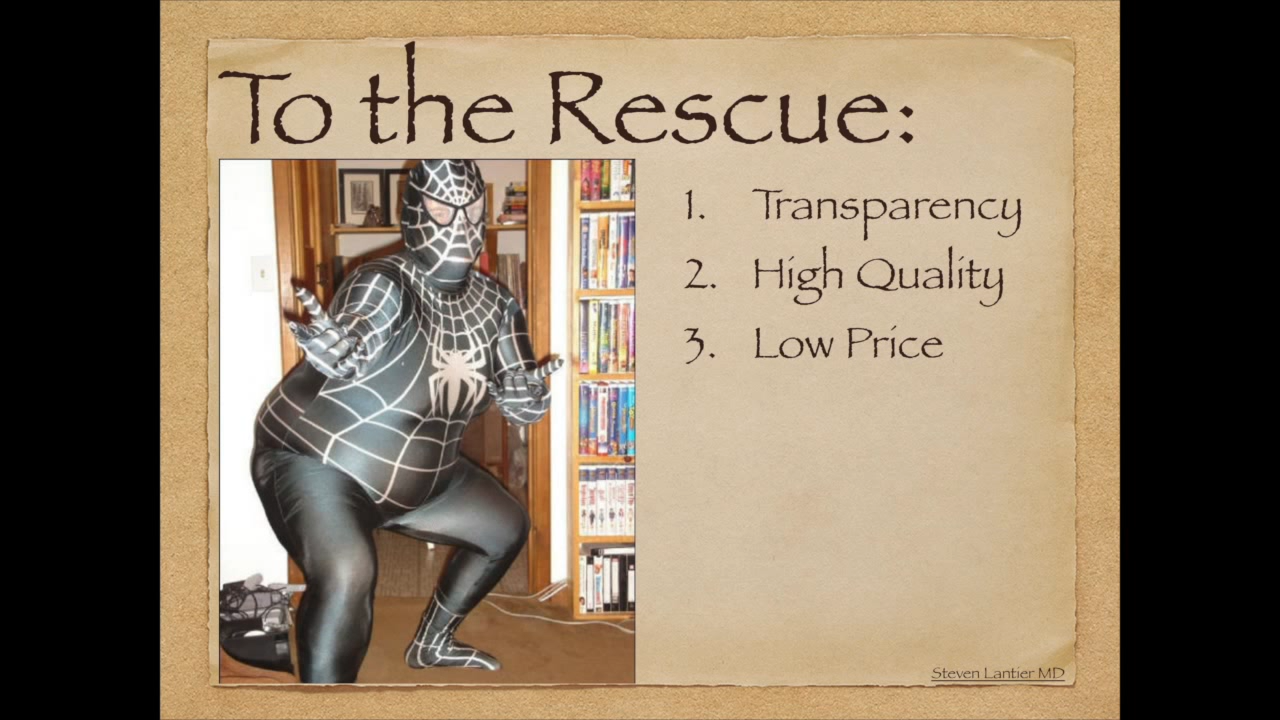 To the Rescue:
1. Transparency
2. High Quality
3. Low Price
Steven Lantier MD